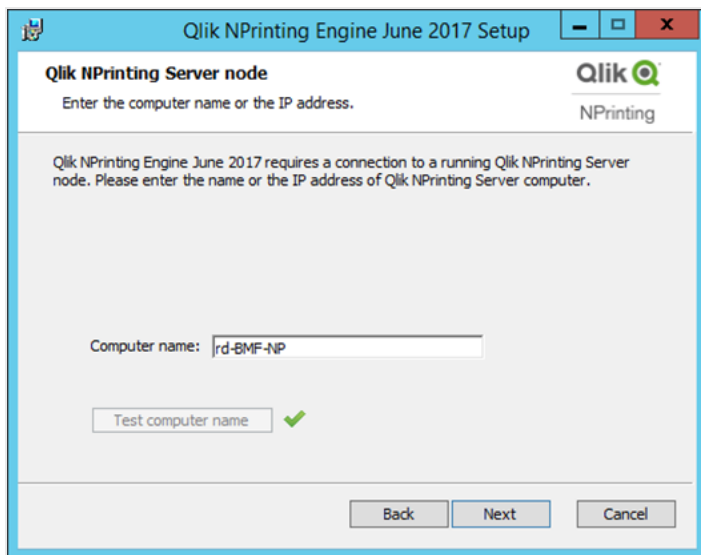 Qlik NPrinting Engine June 2017 Setup
Qlik NPrinting Server node
Enter the computer name or the IP address.
Qlik
NPrinting
Qlik NPrinting Engine June 2017 requires a connection to a running Qlik NPrinting Server
node. Please enter the name or the IP address of Qlik NPrinting Server computer.
Computer name: rd-BMF-NP
Test computer name
Back Next Cancel